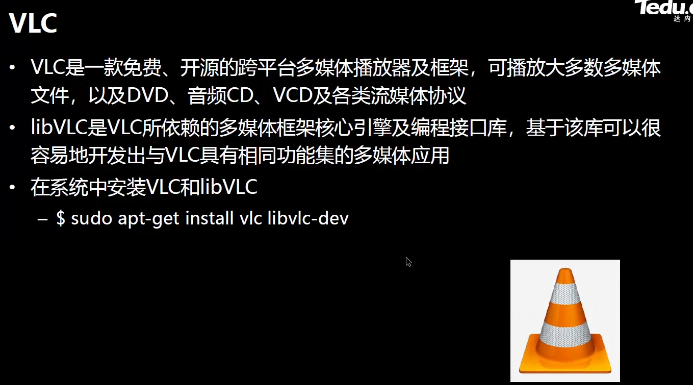 Tedu.c
达内
VLC
• VLC是一款免费、开源的跨平台多媒体播放器及框架，可播放大多数多媒体
文件，以及DVD、音频CD、VCD及各类流媒体协议
• libVLC是VLC所依赖的多媒体框架核心引擎及编程接口库，基于该库可以很
容易地开发出与VLC具有相同功能集的多媒体应用
• 在系统中安装VLC和libVLC
– $ sudo apt-get install vlc libvlc-dev